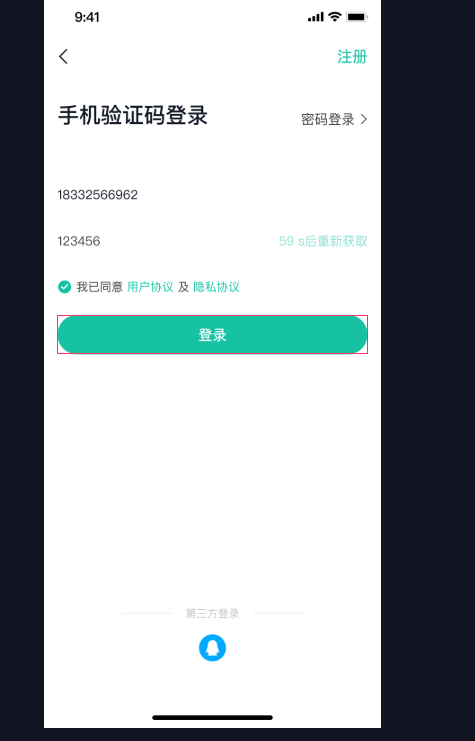 9:41
注册
手机验证码登录
密码登录
18332566962
123456 59 s后重新获取
我已同意 用户协议 及 隐私协议
登录
第三方登录